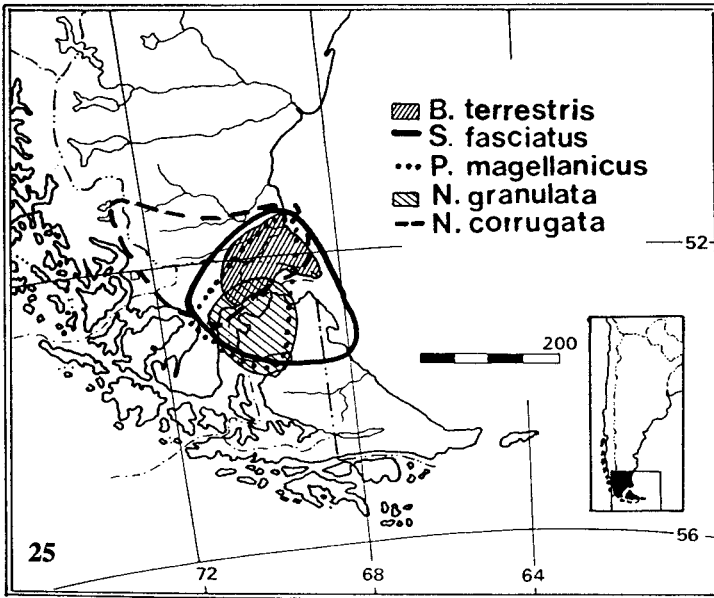 B. terrestris
S. fasciatus
P. magellanicus
N. granulata
N. corrugata
52
200
56
25
72
68
64